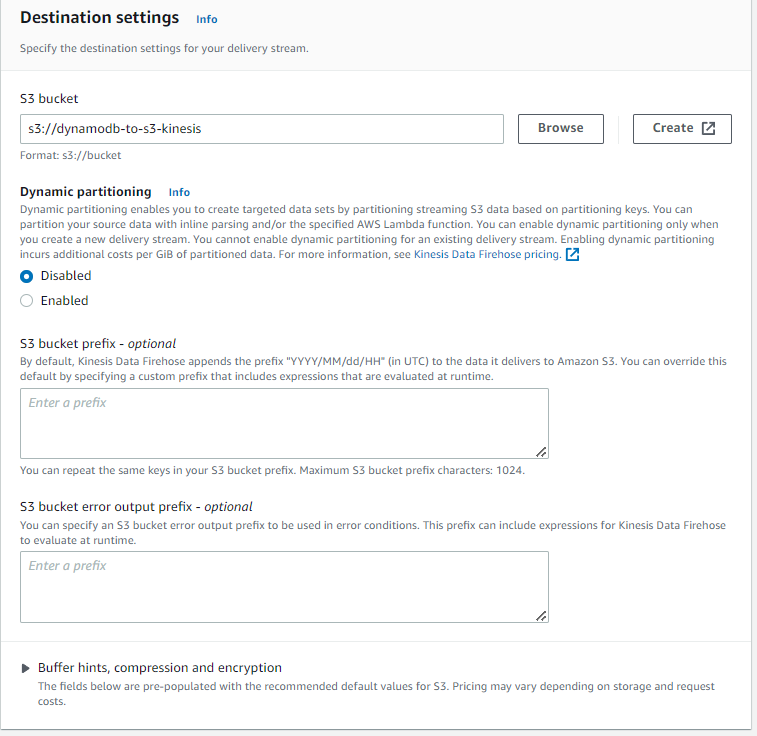 Destination settings Info
Specify the destination settings for your delivery stream.
S3 bucket
s3://dynamodb-to-s3-kinesis
Browse
Create
Format: s3://bucket
Dynamic partitioning Info
Dynamic partitioning enables you to create targeted data sets by partitioning streaming S3 data based on partitioning keys. You can
partition your source data with inline parsing and/or the specified AWS Lambda function. You can enable dynamic partitioning only when
you create a new delivery stream. You cannot enable dynamic partitioning for an existing delivery stream. Enabling dynamic partitioning
incurs additional costs per GiB of partitioned data. For more information, see Kinesis Data Firehose pricing.
Disabled
Enabled
S3 bucket prefix - optional
By default, Kinesis Data Firehose appends the prefix "YYYY/MM/dd/HH" (in UTC) to the data it delivers to Amazon S3. You can override this
default by specifying a custom prefix that includes expressions that are evaluated at runtime.
Enter a prefix
You can repeat the same keys in your S3 bucket prefix. Maximum S3 bucket prefix characters: 1024.
S3 bucket error output prefix - optional
You can specify an S3 bucket error output prefix to be used in error conditions. This prefix can include expressions for Kinesis Data Firehose
to evaluate at runtime.
Enter a prefix
Buffer hints, compression and encryption
The fields below are pre-populated with the recommended default values for S3. Pricing may vary depending on storage and request
costs.